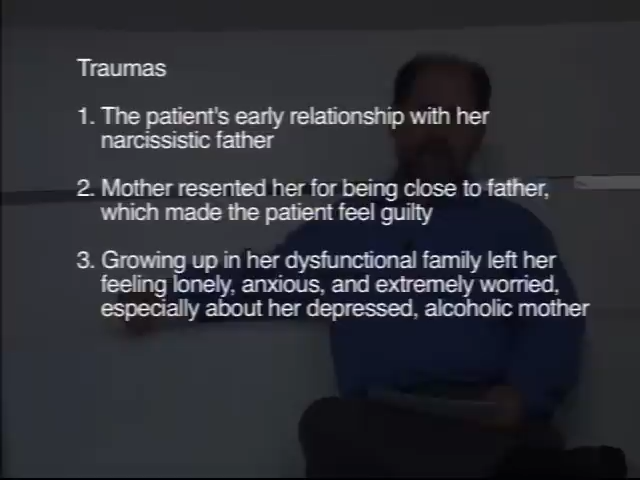 Traumas
1. The patient's early relationship with her
narcissistic father
2. Mother resented her for being close to father,
which made the patient feel guilty
3. Growing up in her dysfunctional family left her
feeling lonely, anxious, and extremely worried,
especially about her depressed, alcoholic mother